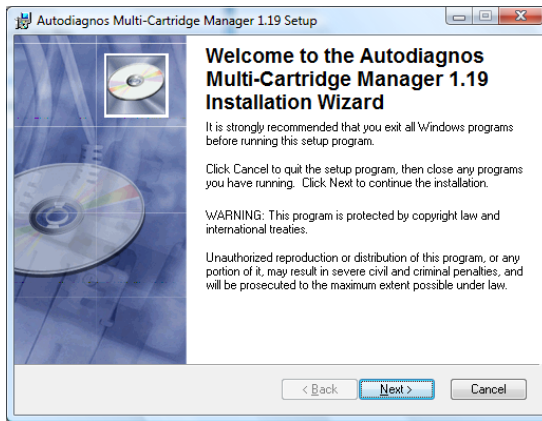 Autodiagnos Multi-Cartridge Manager 1.19 Setup
Welcome to the Autodiagnos
Multi-Cartridge Manager 1.19
Installation Wizard
It is strongly recommended that you exit all Windows programs
before running this setup program.
Click Cancel to quit the setup program, then close any programs
you have running. Click Next to continue the installation.
WARNING: This program is protected by copyright law and
international treaties.
Unauthorized reproduction or distribution of this program, or any
portion of it, may result in severe civil and criminal penalties, and
will be prosecuted to the maximum extent possible under law.
< Back Next > Cancel